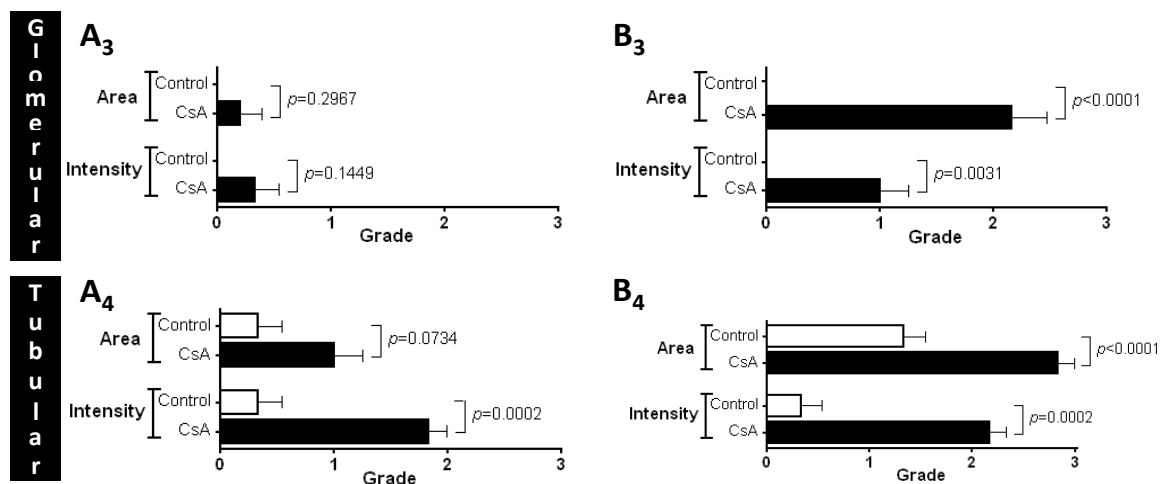 Glomerular
A3
Control
Area
CsA
p=0.2967
Control
Intensity
CsA
p=0.1449
0 1 2 3
Grade
B3
Control
Area
CsA
p<0.0001
Control
Intensity
CsA
p=0.0031
0 1 2 3
Grade
Tubular
A4
Control
Area
CsA
p=0.0734
Control
Intensity
CsA
p=0.0002
0 1 2 3
Grade
B4
Control
Area
CsA
p<0.0001
Control
Intensity
CsA
p=0.0002
0 1 2 3
Grade